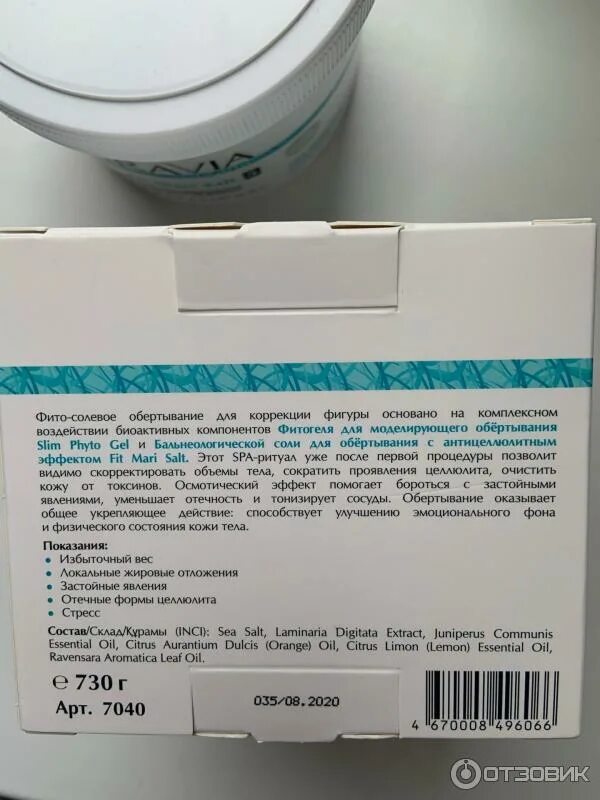 RAVIA
Фито-солевое обертывание для коррекции фигуры основано на комплексном
воздействии биоактивных компонентов Фитогеля для моделирующего обёртывания
Slim Phyto Gel и Бальнеологической соли для обёртывания с антицеллюлитным
эффектом Fit Mari Salt. Этот SPA-ритуал уже после первой процедуры позволит
видимо скорректировать объемы тела, сократить проявления целлюлита, очистить
кожу от токсинов. Осмотический эффект помогает бороться с застойными
явлениями, уменьшает отечность и тонизирует сосуды. Обертывание оказывает
общее укрепляющее действие: способствует улучшению эмоционального фона
и физического состояния кожи тела.
Показания:
• Избыточный вес
• Локальные жировые отложения
• Застойные явления
• Отечные формы целлюлита
• Стресс
Состав/Склад/Құрамы (INCI): Sea Salt, Laminaria Digitata Extract, Juniperus Communis
Essential Oil, Citrus Aurantium Dulcis (Orange) Oil, Citrus Limon (Lemon) Essential Oil,
Ravensara Aromatica Leaf Oil.
℮ 730 г
Арт. 7040
035/08.2020
4 670008 496066
ОТЗОВИК